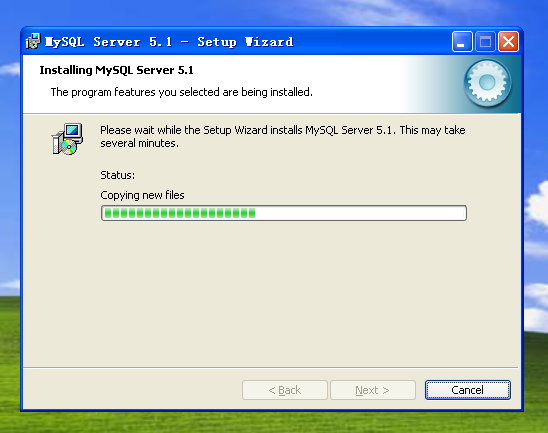 MySQL Server 5.1 - Setup Wizard
Installing MySQL Server 5.1
The program features you selected are being installed.
Please wait while the Setup Wizard installs MySQL Server 5.1. This may take
several minutes.
Status:
Copying new files
< Back
Next >
Cancel